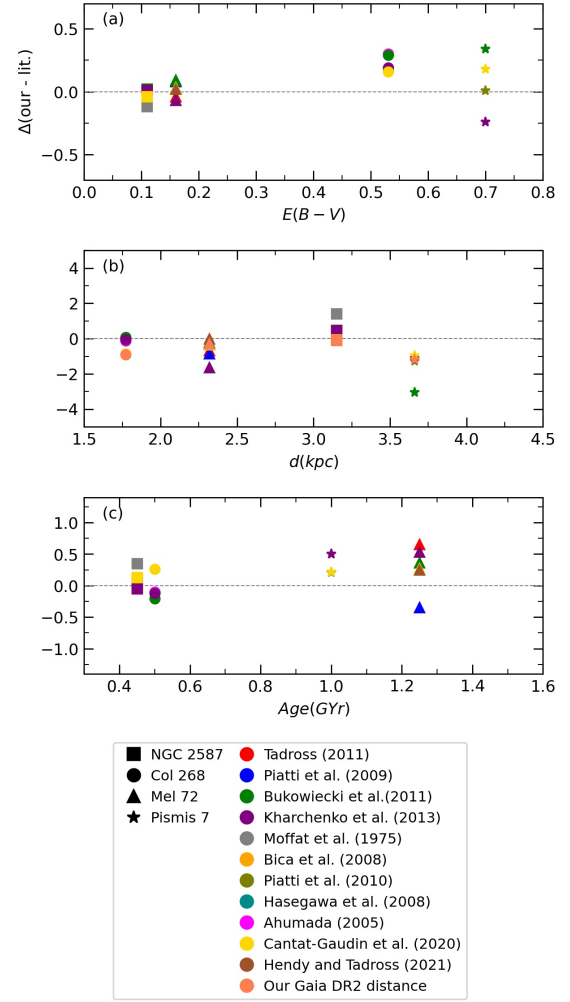 (a)
0.5
0.0
−0.5
Δ(our - lit.)
0.0 0.1 0.2 0.3 0.4 0.5 0.6 0.7 0.8
E(B − V)
(b)
4
2
0
−2
−4
1.5 2.0 2.5 3.0 3.5 4.0 4.5
d(kpc)
(c)
1.0
0.5
0.0
−0.5
−1.0
0.4 0.6 0.8 1.0 1.2 1.4 1.6
Age(GYr)
NGC 2587
Col 268
Mel 72
Pismis 7
Tadross (2011)
Piatti et al. (2009)
Bukowiecki et al.(2011)
Kharchenko et al. (2013)
Moffat et al. (1975)
Bica et al. (2008)
Piatti et al. (2010)
Hasegawa et al. (2008)
Ahumada (2005)
Cantat-Gaudin et al. (2020)
Hendy and Tadross (2021)
Our Gaia DR2 distance